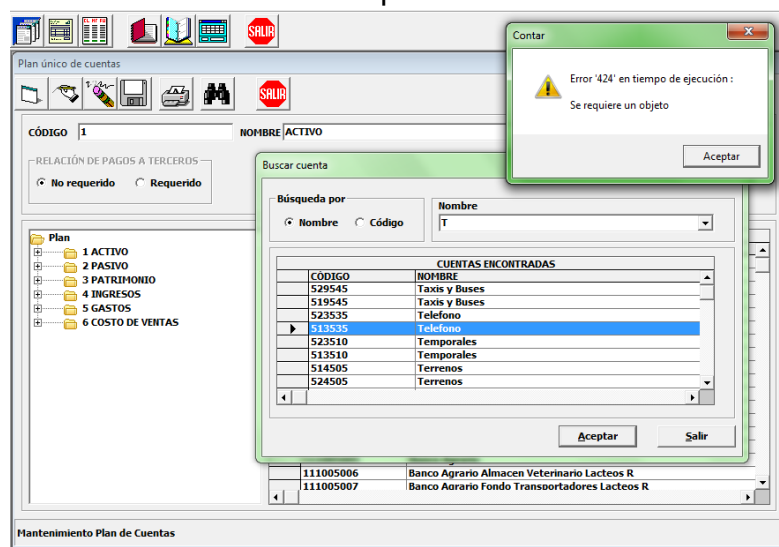 SALIR
Contar
Error '424' en tiempo de ejecución :
Se requiere un objeto
Aceptar
Plan único de cuentas
SALIR
CÓDIGO 1 NOMBRE ACTIVO
RELACIÓN DE PAGOS A TERCEROS
No requerido Requerido
Buscar cuenta
Búsqueda por
Nombre Código
Nombre
T
CUENTAS ENCONTRADAS
CÓDIGO NOMBRE
529545 Taxis y Buses
519545 Taxis y Buses
523535 Telefono
513535 Telefono
523510 Temporales
513510 Temporales
514505 Terrenos
524505 Terrenos
Aceptar Salir
Plan
1 ACTIVO
2 PASIVO
3 PATRIMONIO
4 INGRESOS
5 GASTOS
6 COSTO DE VENTAS
111005006 Banco Agrario Almacen Veterinario Lacteos R
111005007 Banco Agrario Fondo Transportadores Lacteos R
Mantenimiento Plan de Cuentas